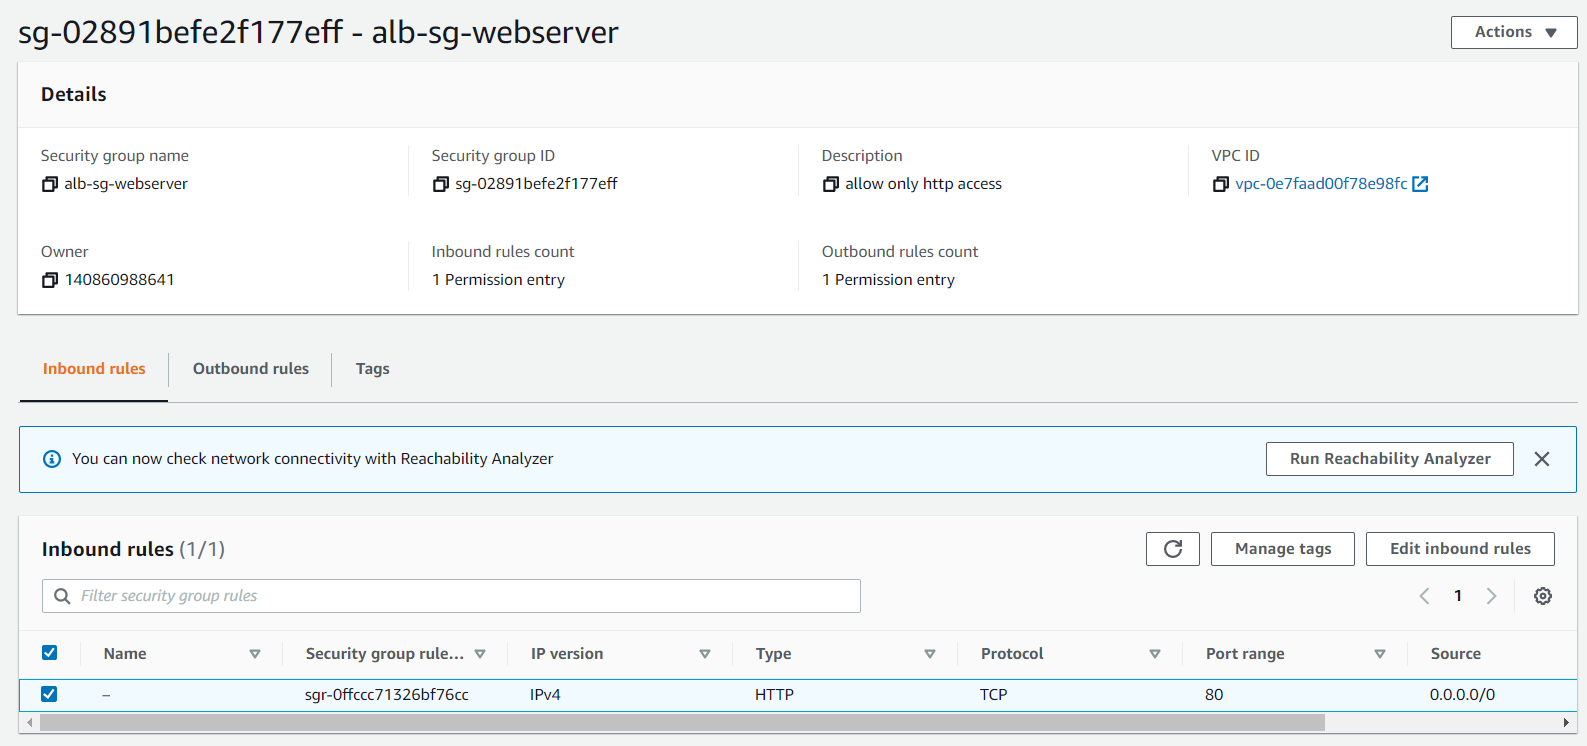 sg-02891befe2f177eff - alb-sg-webserver
Actions
Details
Security group name
alb-sg-webserver
Security group ID
sg-02891befe2f177eff
Description
allow only http access
VPC ID
vpc-0e7faad00f78e98fc
Owner
140860988641
Inbound rules count
1 Permission entry
Outbound rules count
1 Permission entry
Inbound rules
Outbound rules
Tags
You can now check network connectivity with Reachability Analyzer
Run Reachability Analyzer
Inbound rules (1/1)
Manage tags
Edit inbound rules
Filter security group rules
1
Name Security group rule... IP version Type Protocol Port range Source
– sgr-0ffccc71326bf76cc IPv4 HTTP TCP 80 0.0.0.0/0